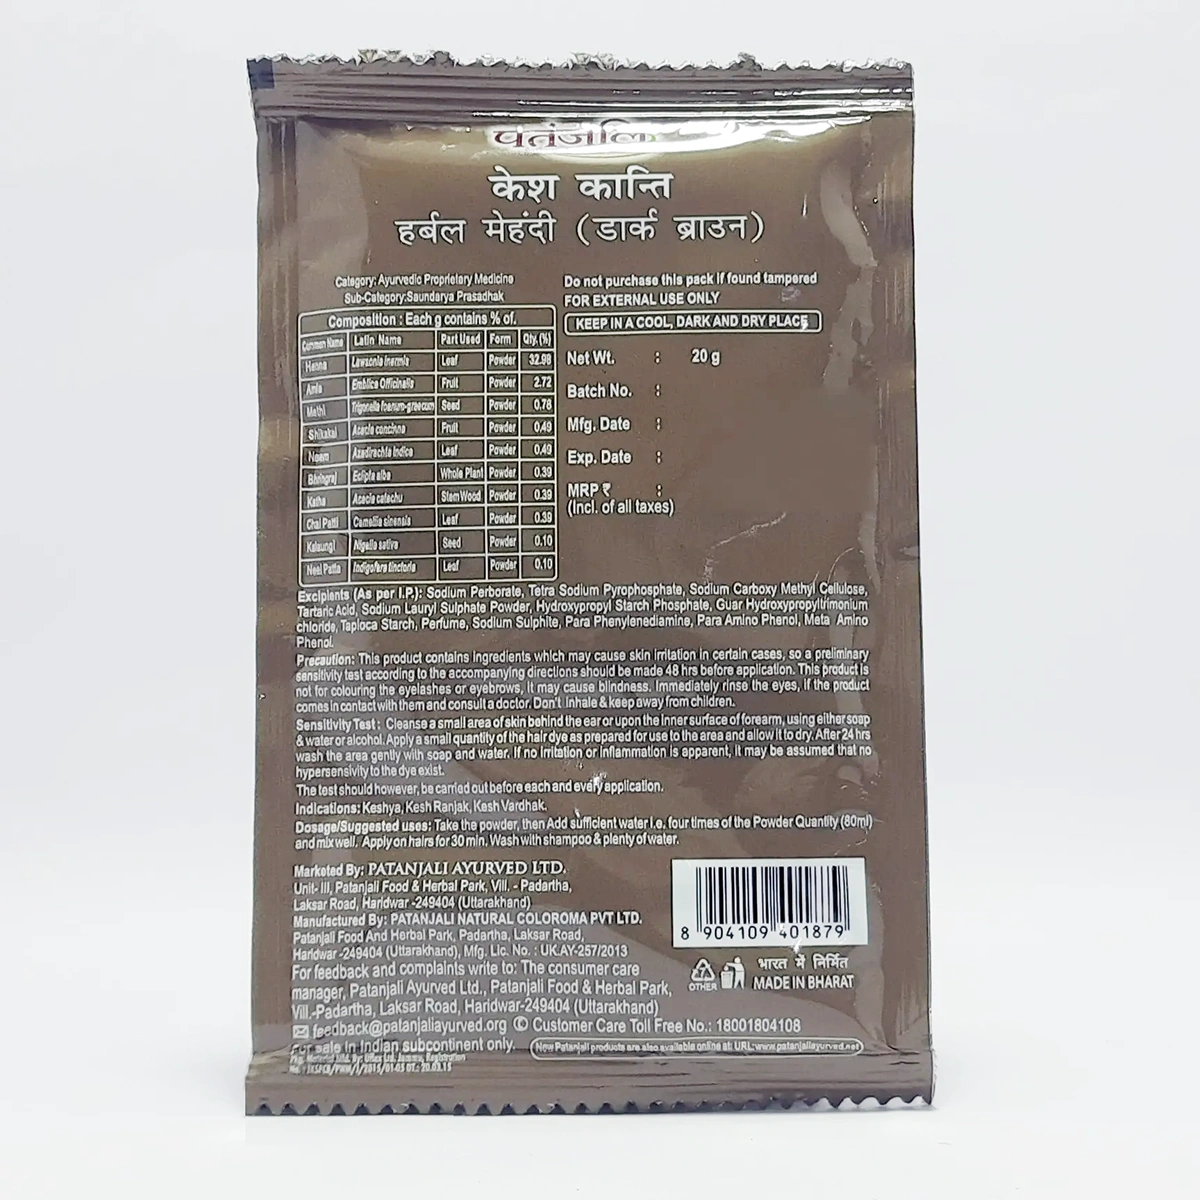 पतंजलि
केश कान्ति
हर्बल मेहंदी (डार्क ब्राउन)
Category: Ayurvedic Proprietary Medicine
Sub-Category:Saundarya Prasadhak
Composition : Each g contains % of.
Common Name Latin Name Part Used Form Qty.(%)
Henna Lawsonia inermis Leaf Powder 32.98
Amla Emblica Officinalis Fruit Powder 2.72
Methi Trigonella foenum-graecum Seed Powder 0.78
Shikakai Acacia concinna Fruit Powder 0.49
Neem Azadirachta indica Leaf Powder 0.49
Bhringraj Eclipta alba Whole Plant Powder 0.39
Katha Acacia catechu Stem Wood Powder 0.39
Chai Patti Camellia sinensis Leaf Powder 0.39
Kalaungi Nigella sativa Seed Powder 0.10
Neel Patta Indigofera tinctoria Leaf Powder 0.10
Do not purchase this pack if found tampered
FOR EXTERNAL USE ONLY
KEEP IN A COOL, DARK AND DRY PLACE
Net Wt. : 20 g
Batch No. :
Mfg. Date :
Exp. Date :
MRP ₹ :
(Incl. of all taxes)
Excipients (As per I.P.): Sodium Perborate, Tetra Sodium Pyrophosphate, Sodium Carboxy Methyl Cellulose,
Tartaric Acid, Sodium Lauryl Sulphate Powder, Hydroxypropyl Starch Phosphate, Guar Hydroxypropyltrimonium
chloride, Tapioca Starch, Perfume, Sodium Sulphite, Para Phenylenediamine, Para Amino Phenol, Meta Amino
Phenol.
Precaution: This product contains ingredients which may cause skin irritation in certain cases, so a preliminary
sensitivity test according to the accompanying directions should be made 48 hrs before application. This product is
not for colouring the eyelashes or eyebrows, it may cause blindness. Immediately rinse the eyes, if the product
comes in contact with them and consult a doctor. Don't Inhale & keep away from children.
Sensitivity Test : Cleanse a small area of skin behind the ear or upon the inner surface of forearm, using either soap
& water or alcohol. Apply a small quantity of the hair dye as prepared for use to the area and allow it to dry. After 24 hrs
wash the area gently with soap and water. If no irritation or inflammation is apparent, it may be assumed that no
hypersensivity to the dye exist.
The test should however, be carried out before each and every application.
Indications: Keshya, Kesh Ranjak, Kesh Vardhak.
Dosage/Suggested uses: Take the powder, then Add sufficient water i.e. four times of the Powder Quantity (80ml)
and mix well. Apply on hairs for 30 min. Wash with shampoo & plenty of water.
Marketed By: PATANJALI AYURVED LTD.
Unit- III, Patanjali Food & Herbal Park, Vill. - Padartha,
Laksar Road, Haridwar -249404 (Uttarakhand)
Manufactured By: PATANJALI NATURAL COLOROMA PVT LTD.
Patanjali Food And Herbal Park, Padartha, Laksar Road,
Haridwar -249404 (Uttarakhand), Mfg. Lic. No. : UK.AY-257/2013
For feedback and complaints write to: The consumer care
manager, Patanjali Ayurved Ltd., Patanjali Food & Herbal Park,
Vill.-Padartha, Laksar Road, Haridwar-249404 (Uttarakhand)
feedback@patanjaliayurved.org Customer Care Toll Free No.: 18001804108
For sale in Indian subcontinent only. Now Patanjali products are also available online at: URL:www.patanjaliayurved.net
Pkg. Material Mfd. By: Uflex Ltd. Jammu, Registration
8 904109 401879
OTHER
भारत में निर्मित
MADE IN BHARAT